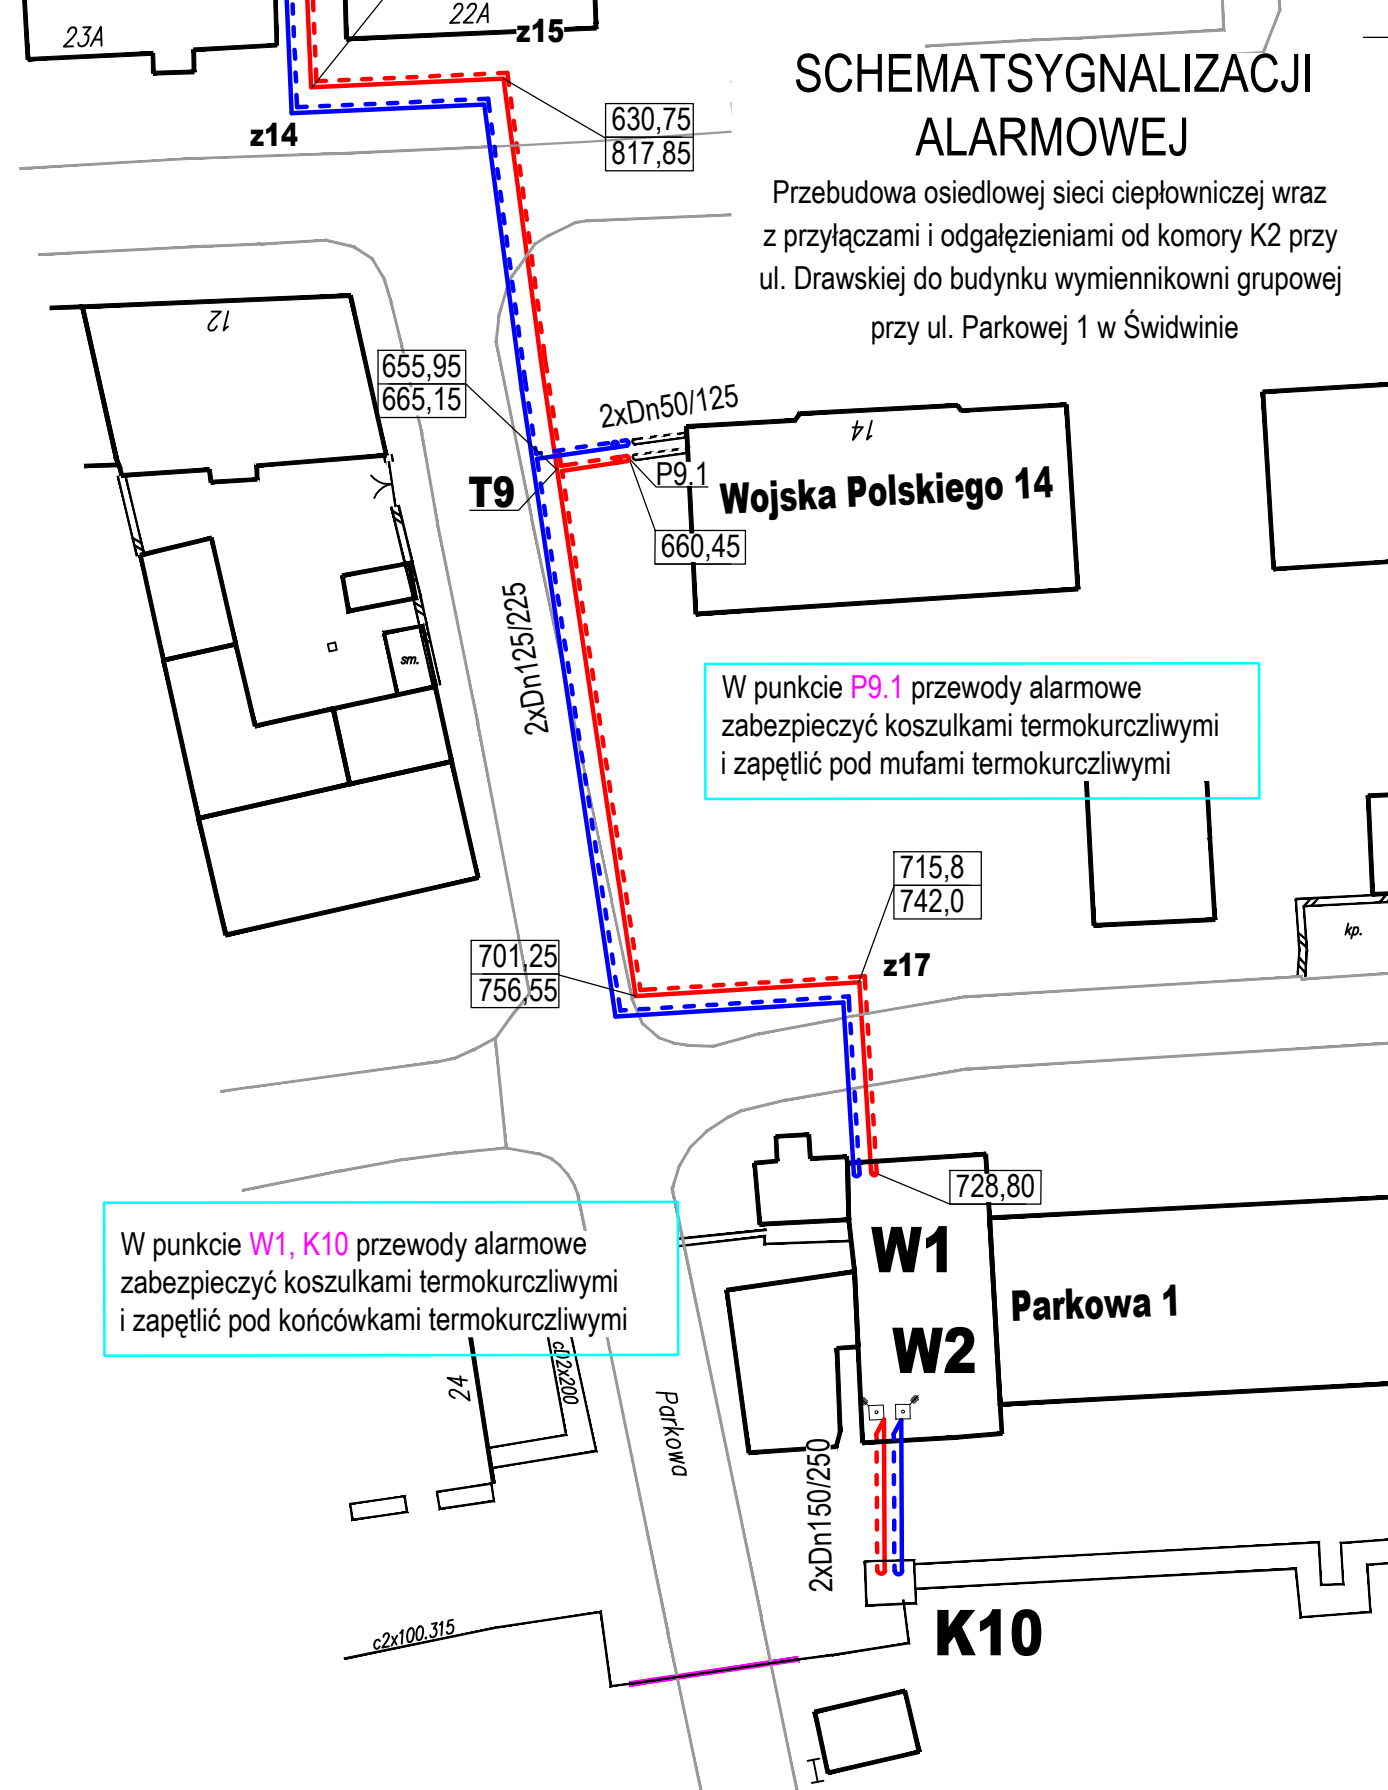 23A
22A
z15
z14
630,75
817,85
SCHEMATSYGNALIZACJI
ALARMOWEJ
Przebudowa osiedlowej sieci ciepłowniczej wraz
z przyłączami i odgałęzieniami od komory K2 przy
ul. Drawskiej do budynku wymiennikowni grupowej
przy ul. Parkowej 1 w Świdwinie
12
655,95
665,15
2xDn50/125
14
T9
P9.1
Wojska Polskiego 14
660,45
2xDn125/225
sm.
W punkcie P9.1 przewody alarmowe
zabezpieczyć koszulkami termokurczliwymi
i zapętlić pod mufami termokurczliwymi
715,8
742,0
kp.
701,25
756,55
z17
728,80
W punkcie W1, K10 przewody alarmowe
zabezpieczyć koszulkami termokurczliwymi
i zapętlić pod końcówkami termokurczliwymi
W1
Parkowa 1
W2
24
Parkowa
2xDn150/250
K10
c2x100.315